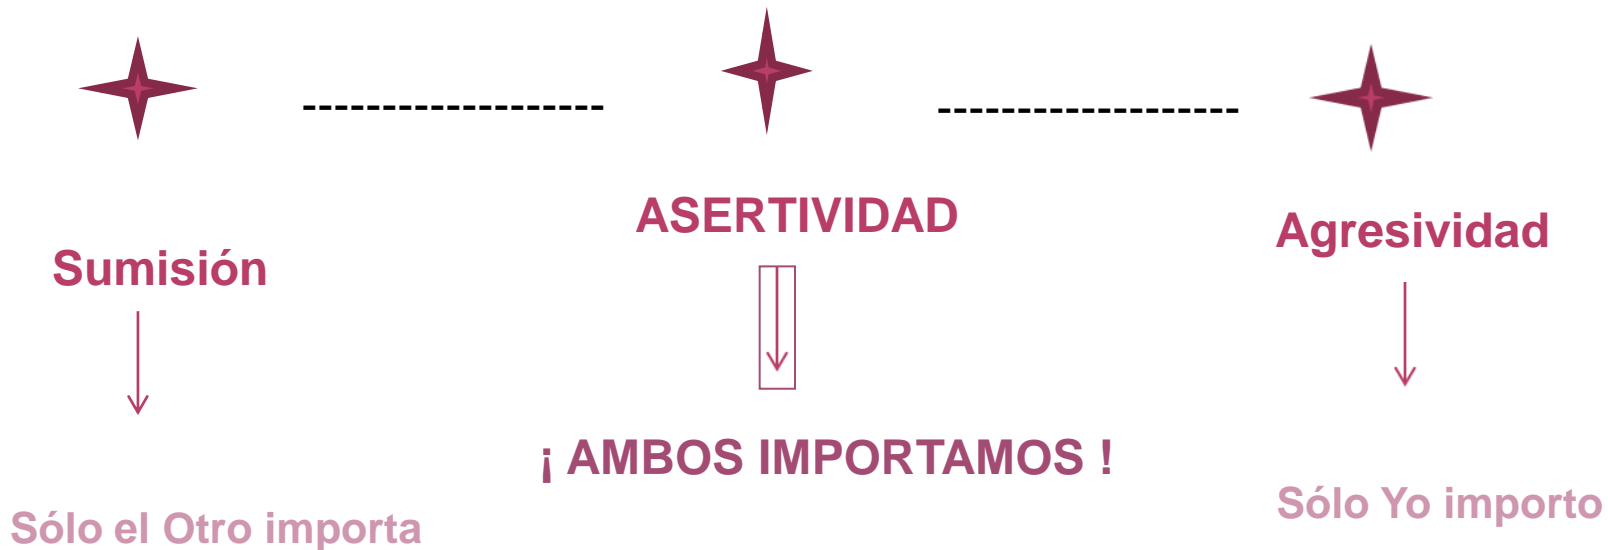 ASERTIVIDAD
Agresividad
Sumisión
¡ AMBOS IMPORTAMOS !
Sólo Yo importo
Sólo el Otro importa